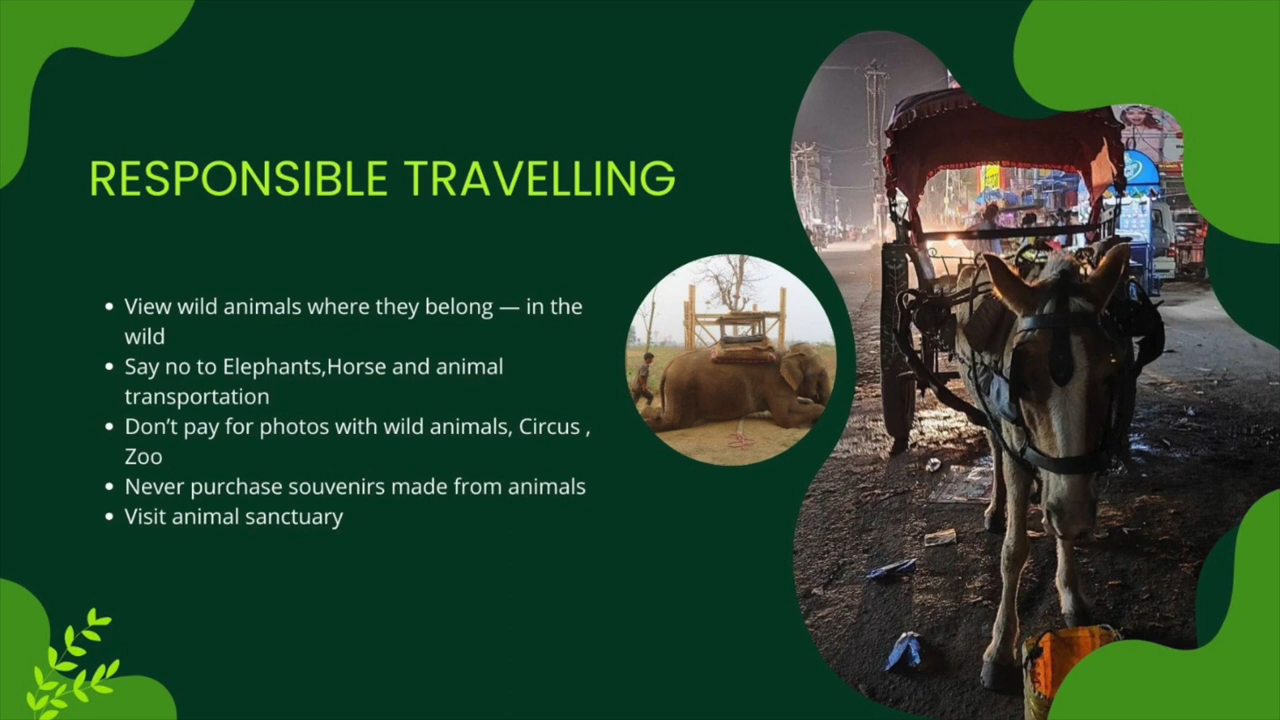 RESPONSIBLE TRAVELLING
• View wild animals where they belong — in the
wild
• Say no to Elephants,Horse and animal
transportation
• Don’t pay for photos with wild animals, Circus ,
Zoo
• Never purchase souvenirs made from animals
• Visit animal sanctuary